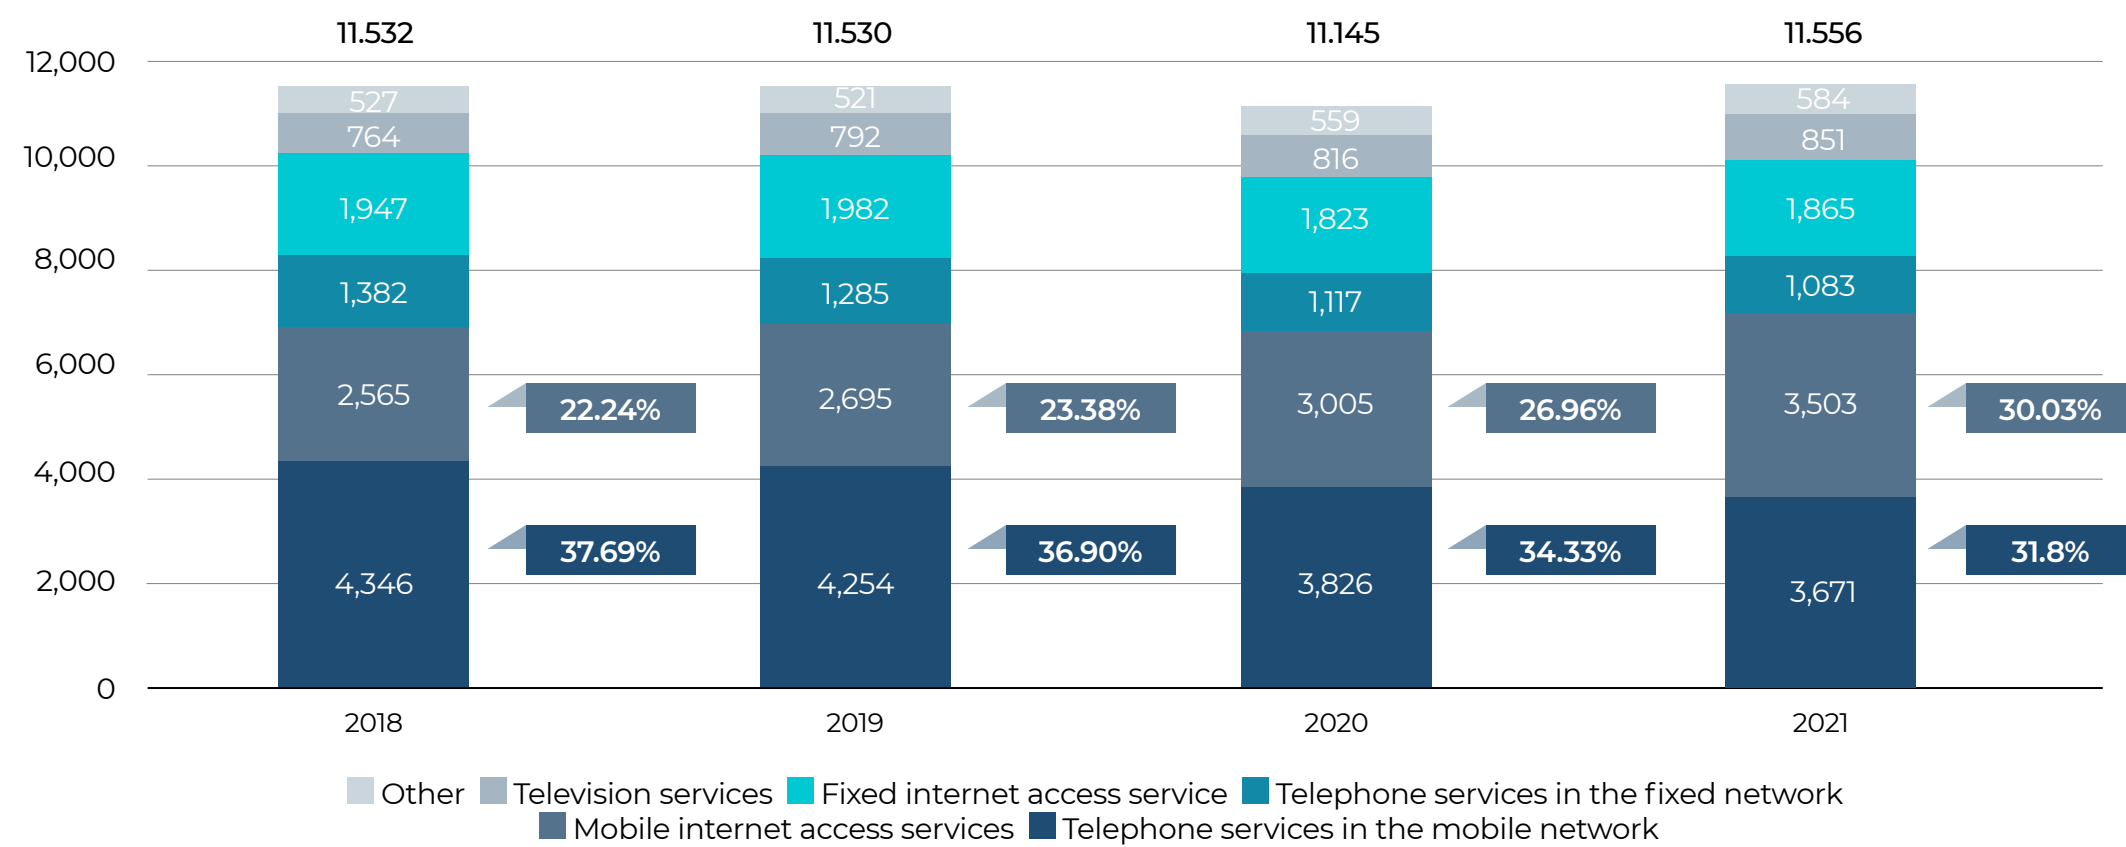 11.532 11.530 11.145 11.556
12,000
527 521 559 584
764 792 816 851
10,000
1,947 1,982 1,823 1,865
8,000
1,382 1,285 1,117 1,083
6,000
2,565 22.24% 2,695 23.38% 3,005 26.96% 3,503 30.03%
4,000
37.69% 36.90% 34.33% 31.8%
2,000
4,346 4,254 3,826 3,671
0
2018 2019 2020 2021
Other Television services Fixed internet access service Telephone services in the fixed network
Mobile internet access services Telephone services in the mobile network